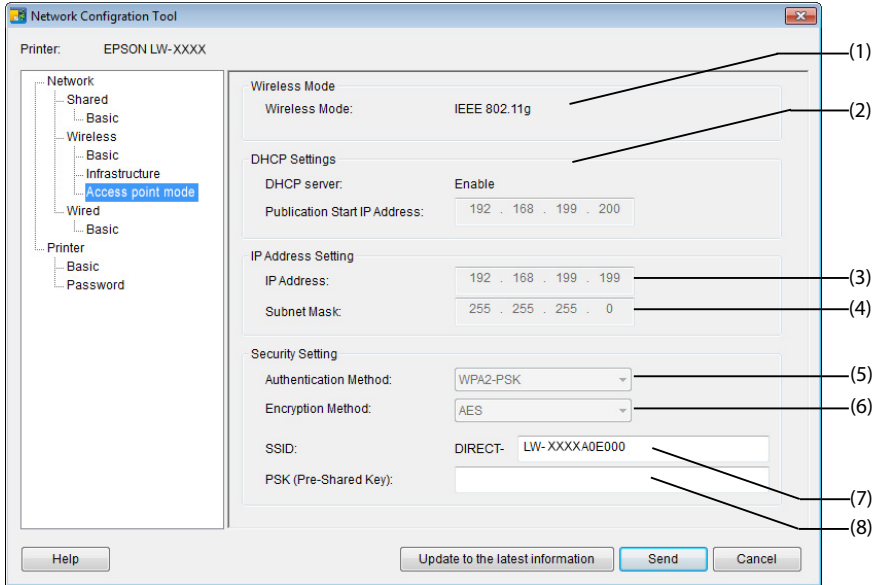 Network Configration Tool
Printer: EPSON LW-XXXX
Network
Shared
Basic
Wireless
Basic
Infrastructure
Access point mode
Wired
Basic
Printer
Basic
Password
Wireless Mode
Wireless Mode: IEEE 802.11g
(1)
(2)
DHCP Settings
DHCP server: Enable
Publication Start IP Address: 192 . 168 . 199 . 200
IP Address Setting
IP Address: 192 . 168 . 199 . 199
(3)
Subnet Mask: 255 . 255 . 255 . 0
(4)
Security Setting
Authentication Method: WPA2-PSK
(5)
Encryption Method: AES
(6)
SSID: DIRECT- LW-XXXXA0E000
(7)
PSK (Pre-Shared Key):
(8)
Help
Update to the latest information
Send
Cancel